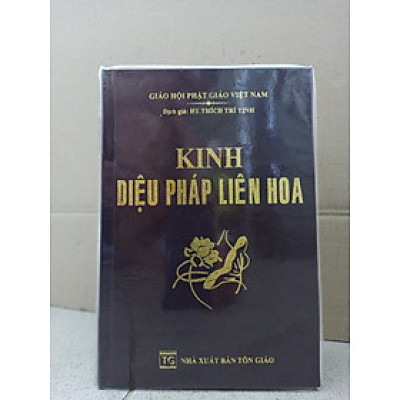 GIÁO HỘI PHẬT GIÁO VIỆT NAM
Dịch giả: HT. THÍCH TRÍ TỊNH
KINH
DIỆU PHÁP LIÊN HOA
TG
NHÀ XUẤT BẢN TÔN GIÁO